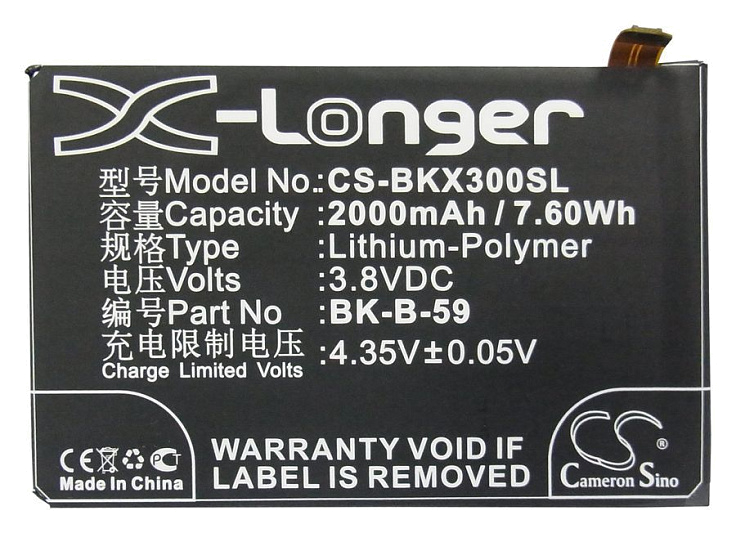 X-Longer
型号Model No.:CS-BKX300SL
容量Capacity :2000mAh / 7.60Wh
规格Type :Lithium-Polymer
电压Volts :3.8VDC
编号Part No :BK-B-59
充电限制电压 :4.35V±0.05V
Charge Limited Volts
CE PCT
Made In China
WARRANTY VOID IF
LABEL IS REMOVED
CS ®
Cameron Sino